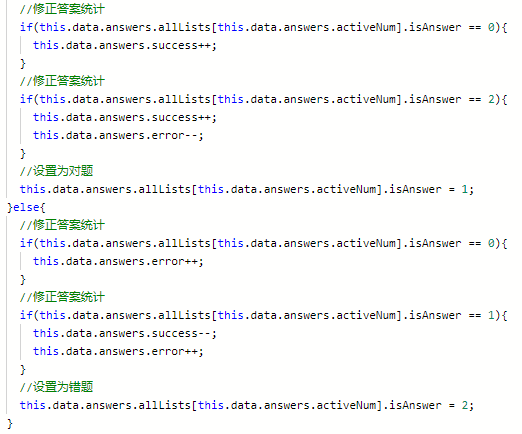 //修正答案统计
if(this.data.answers.allLists[this.data.answers.activeNum].isAnswer == 0){
this.data.answers.success++;
}
//修正答案统计
if(this.data.answers.allLists[this.data.answers.activeNum].isAnswer == 2){
this.data.answers.success++;
this.data.answers.error--;
}
//设置为对题
this.data.answers.allLists[this.data.answers.activeNum].isAnswer = 1;
}else{
//修正答案统计
if(this.data.answers.allLists[this.data.answers.activeNum].isAnswer == 0){
this.data.answers.error++;
}
//修正答案统计
if(this.data.answers.allLists[this.data.answers.activeNum].isAnswer == 1){
this.data.answers.success--;
this.data.answers.error++;
}
//设置为错题
this.data.answers.allLists[this.data.answers.activeNum].isAnswer = 2;
}